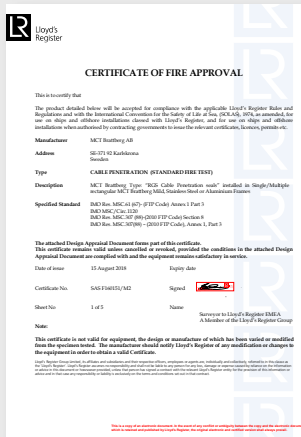 LR
Lloyd's
Register
CERTIFICATE OF FIRE APPROVAL
This is to certify that
The product detailed below will be accepted for compliance with the applicable Lloyd's Register Rules
and Regulations and with the International Convention for the Safety of Life at Sea, (SOLAS), 1974, as amended, for
use on ships and offshore installations classed with Lloyd's Register, and for use on ships and offshore
installations when authorised by contracting governments to issue the relevant certificates, licences, permits etc.
Manufacturer MCT Brattberg AB
Address SE-371 92 Karlskrona
Sweden
Type CABLE PENETRATION (STANDARD FIRE TEST)
Description MCT Brattberg Type: "RGS Cable Penetration seals" installed in Single/Multiple
rectangular MCT Brattberg Mild, Stainless Steel or Aluminium Frames
Specified Standard IMO Res. MSC.61 (67)- (FTP Code) Annex 1 Part 3
IMO MSC/Circ.1120
IMO Res. MSC.307 (88)-(2010 FTP Code) Section 8
IMO Res. MSC.307(88) – (2010 FTP Code), Annex 1, Part 3
The attached Design Appraisal Document forms part of this certificate.
This certificate remains valid unless cancelled or revoked, provided the conditions in the attached Design
Appraisal Document are complied with and the equipment remains satisfactory in service.
Date of issue 15 August 2018 Expiry date
Certificate No. SAS F160151/M2 Signed
Sheet No 1 of 5 Name
Surveyor to Lloyd's Register EMEA
A Member of the Lloyd's Register Group
Note:
This certificate is not valid for equipment, the design or manufacture of which has been varied or modified
from the specimen tested. The manufacturer should notify Lloyd's Register of any modification or changes to
the equipment in order to obtain a valid Certificate.